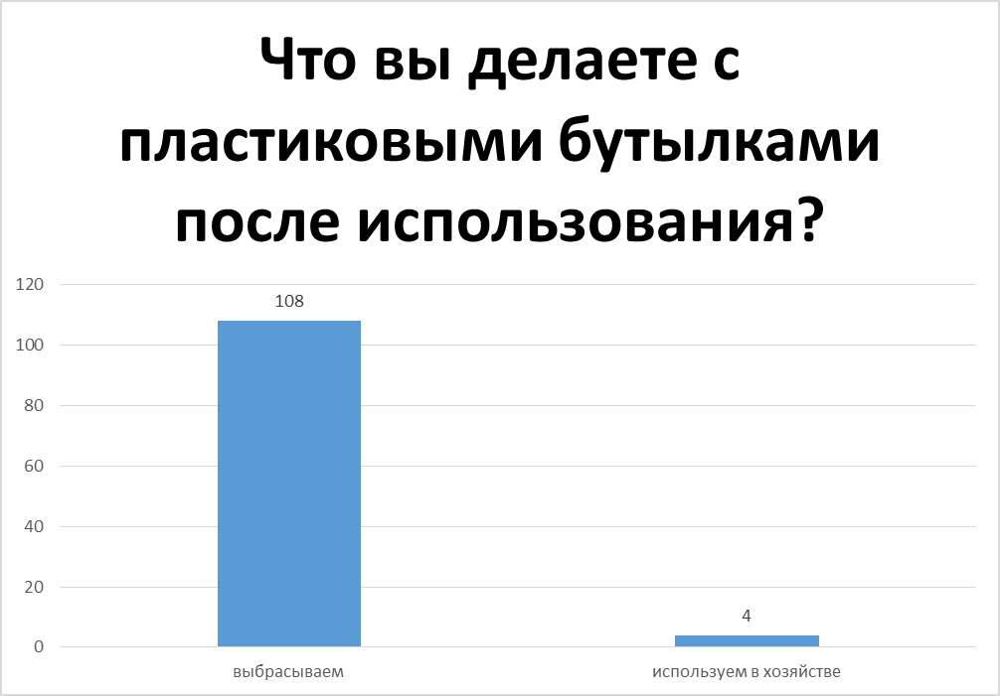 Что вы делаете с
пластиковыми бутылками
после использования?
120
100
80
60
40
20
0
108
4
выбрасываем
используем в хозяйстве